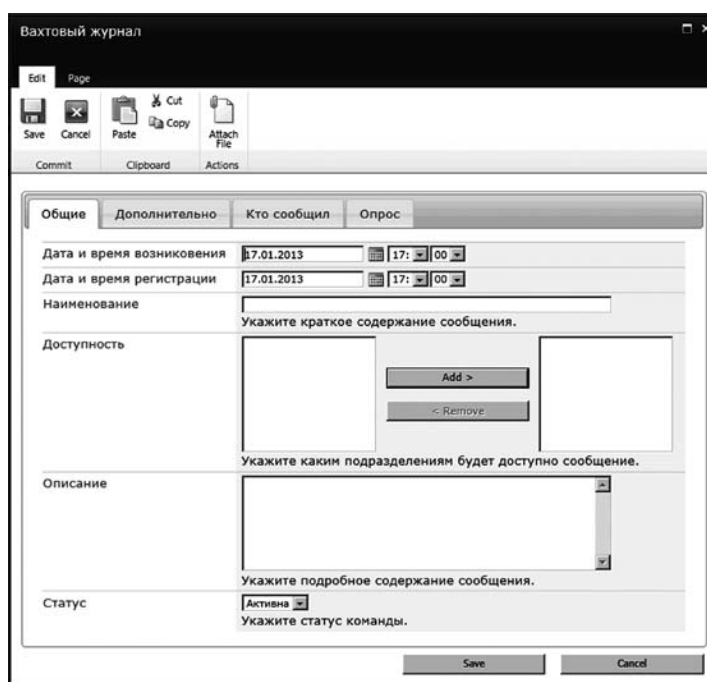 Вахтовый журнал
Edit Page
Save Cancel Paste Cut Copy Attach File
Commit Clipboard Actions
Общие Дополнительно Кто сообщил Опрос
Дата и время возникновения 17.01.2013 17: 00
Дата и время регистрации 17.01.2013 17: 00
Наименование
Укажите краткое содержание сообщения.
Доступность
Add >
< Remove
Укажите каким подразделениям будет доступно сообщение.
Описание
Укажите подробное содержание сообщения.
Статус Активна
Укажите статус команды.
Save Cancel